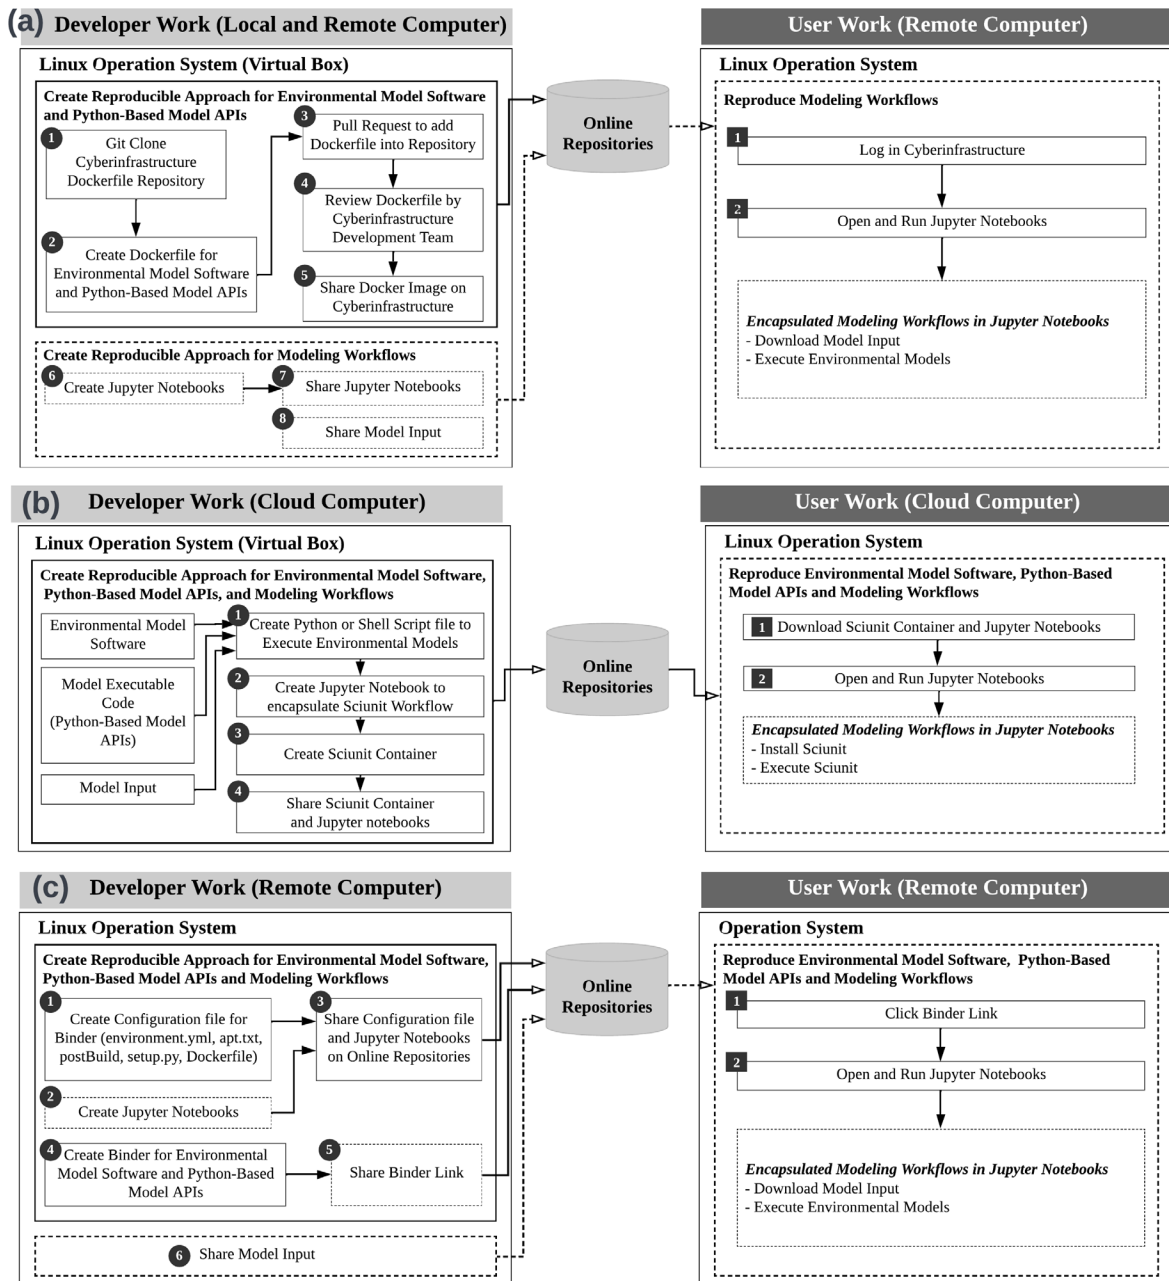 (a)
Developer Work (Local and Remote Computer)
Linux Operation System (Virtual Box)
Create Reproducible Approach for Environmental Model Software
and Python-Based Model APIs
1
Git Clone
Cyberinfrastructure
Dockerfile Repository
2
Create Dockerfile for
Environmental Model Software
and Python-Based Model APIs
3
Pull Request to add
Dockerfile into Repository
4
Review Dockerfile by
Cyberinfrastructure
Development Team
5
Share Docker Image on
Cyberinfrastructure
Create Reproducible Approach for Modeling Workflows
6
Create Jupyter Notebooks
7
Share Jupyter Notebooks
8
Share Model Input
Online
Repositories
User Work (Remote Computer)
Linux Operation System
Reproduce Modeling Workflows
1
Log in Cyberinfrastructure
2
Open and Run Jupyter Notebooks
Encapsulated Modeling Workflows in Jupyter Notebooks
- Download Model Input
- Execute Environmental Models
(b)
Developer Work (Cloud Computer)
Linux Operation System (Virtual Box)
Create Reproducible Approach for Environmental Model Software,
Python-Based Model APIs, and Modeling Workflows
Environmental Model
Software
Model Executable
Code
(Python-Based Model
APIs)
Model Input
1
Create Python or Shell Script file to
Execute Environmental Models
2
Create Jupyter Notebook to
encapsulate Sciunit Workflow
3
Create Sciunit Container
4
Share Sciunit Container
and Jupyter notebooks
Online
Repositories
User Work (Cloud Computer)
Linux Operation System
Reproduce Environmental Model Software, Python-Based
Model APIs and Modeling Workflows
1
Download Sciunit Container and Jupyter Notebooks
2
Open and Run Jupyter Notebooks
Encapsulated Modeling Workflows in Jupyter Notebooks
- Install Sciunit
- Execute Sciunit
(c)
Developer Work (Remote Computer)
Linux Operation System
Create Reproducible Approach for Environmental Model Software,
Python-Based Model APIs and Modeling Workflows
1
Create Configuration file for
Binder (environment.yml, apt.txt,
postBuild, setup.py, Dockerfile)
2
Create Jupyter Notebooks
3
Share Configuration file
and Jupyter Notebooks
on Online Repositories
4
Create Binder for Environmental
Model Software and Python-Based
Model APIs
5
Share Binder Link
6
Share Model Input
Online
Repositories
User Work (Remote Computer)
Operation System
Reproduce Environmental Model Software, Python-Based
Model APIs and Modeling Workflows
1
Click Binder Link
2
Open and Run Jupyter Notebooks
Encapsulated Modeling Workflows in Jupyter Notebooks
- Download Model Input
- Execute Environmental Models